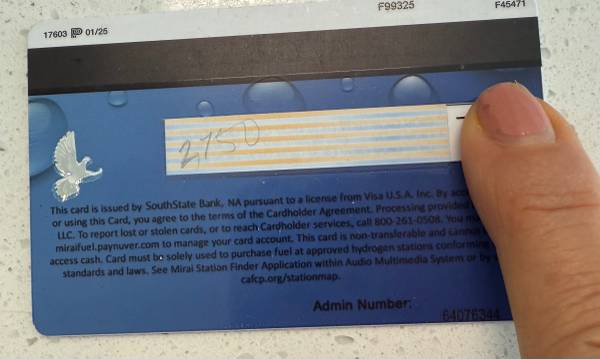 17603 01/25 F99325 F45471
2750
This card is issued by SouthState Bank, NA pursuant to a license from Visa U.S.A. Inc. By
or using this Card, you agree to the terms of the Cardholder Agreement. Processing provided
LLC. To report lost or stolen cards, or to reach Cardholder services, call 800-261-0508. You
miraifuel.paynuver.com to manage your card account. This card is non-transferable and cannot
access cash. Card must be solely used to purchase fuel at approved hydrogen stations conforming
standards and laws. See Mirai Station Finder Application within Audio Multimedia System or by
cafcp.org/stationmap.
Admin Number:
64076344